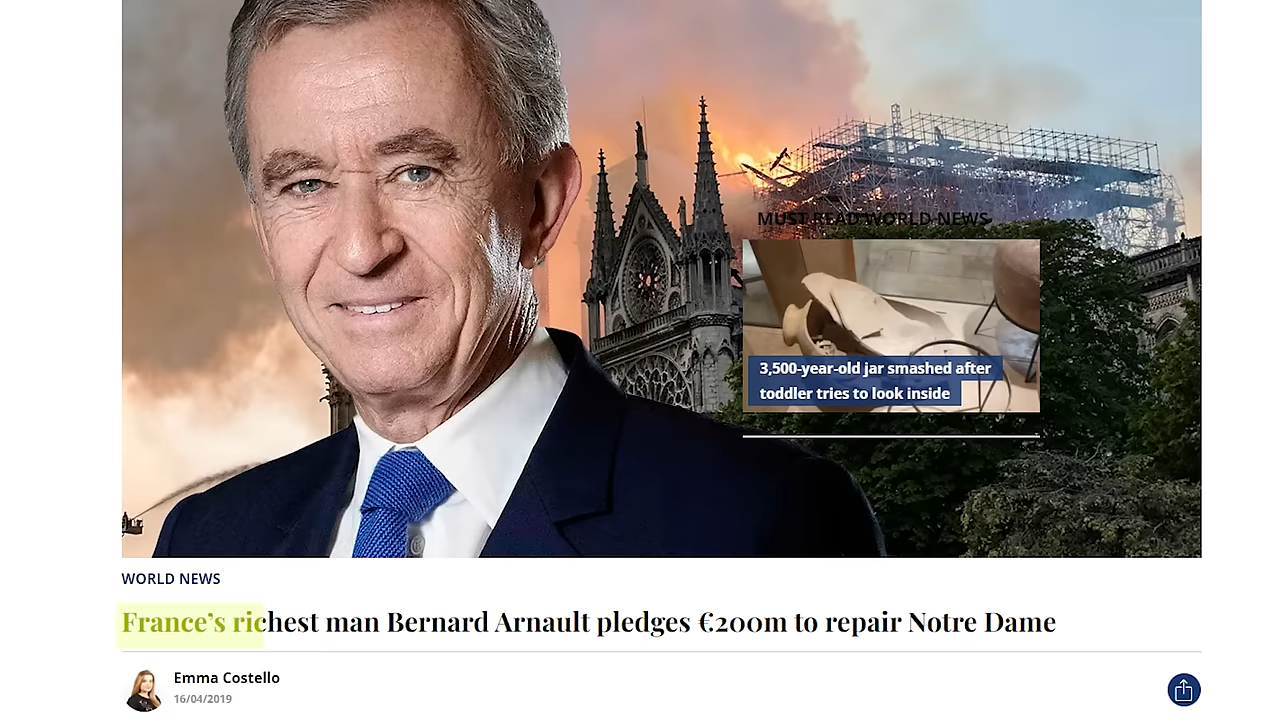 MUST READ WORLD NEWS
3,500-year-old jar smashed after
toddler tries to look inside
WORLD NEWS
France’s richest man Bernard Arnault pledges €200m to repair Notre Dame
Emma Costello
16/04/2019